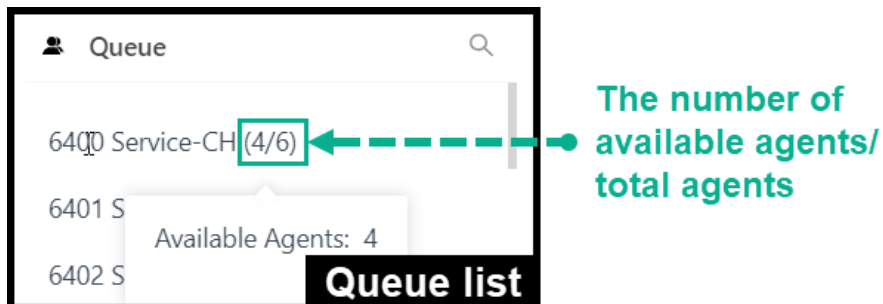 Queue
6400 Service-CH (4/6)
The number of
available agents/
total agents
6401 S
Available Agents: 4
6402 S
Queue list